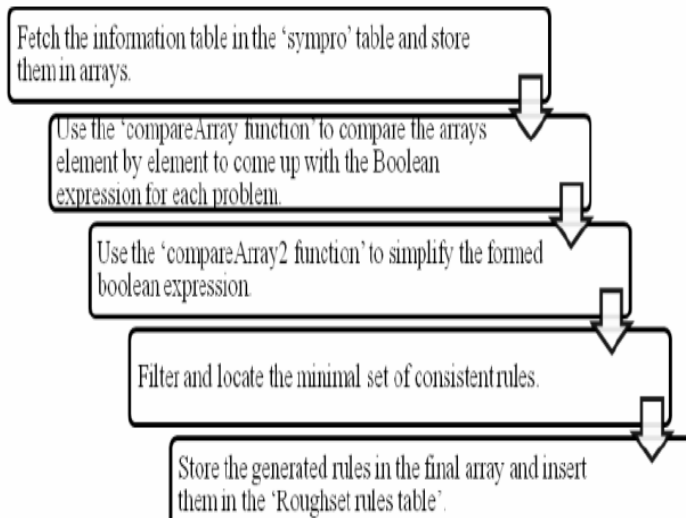 Fetch the information table in the ‘sympro’ table and store
them in arrays.
Use the ‘compareArray function’ to compare the arrays
element by element to come up with the Boolean
expression for each problem.
Use the ‘compareArray2 function’ to simplify the formed
boolean expression.
Filter and locate the minimal set of consistent rules.
Store the generated rules in the final array and insert
them in the ‘Roughset rules table’.